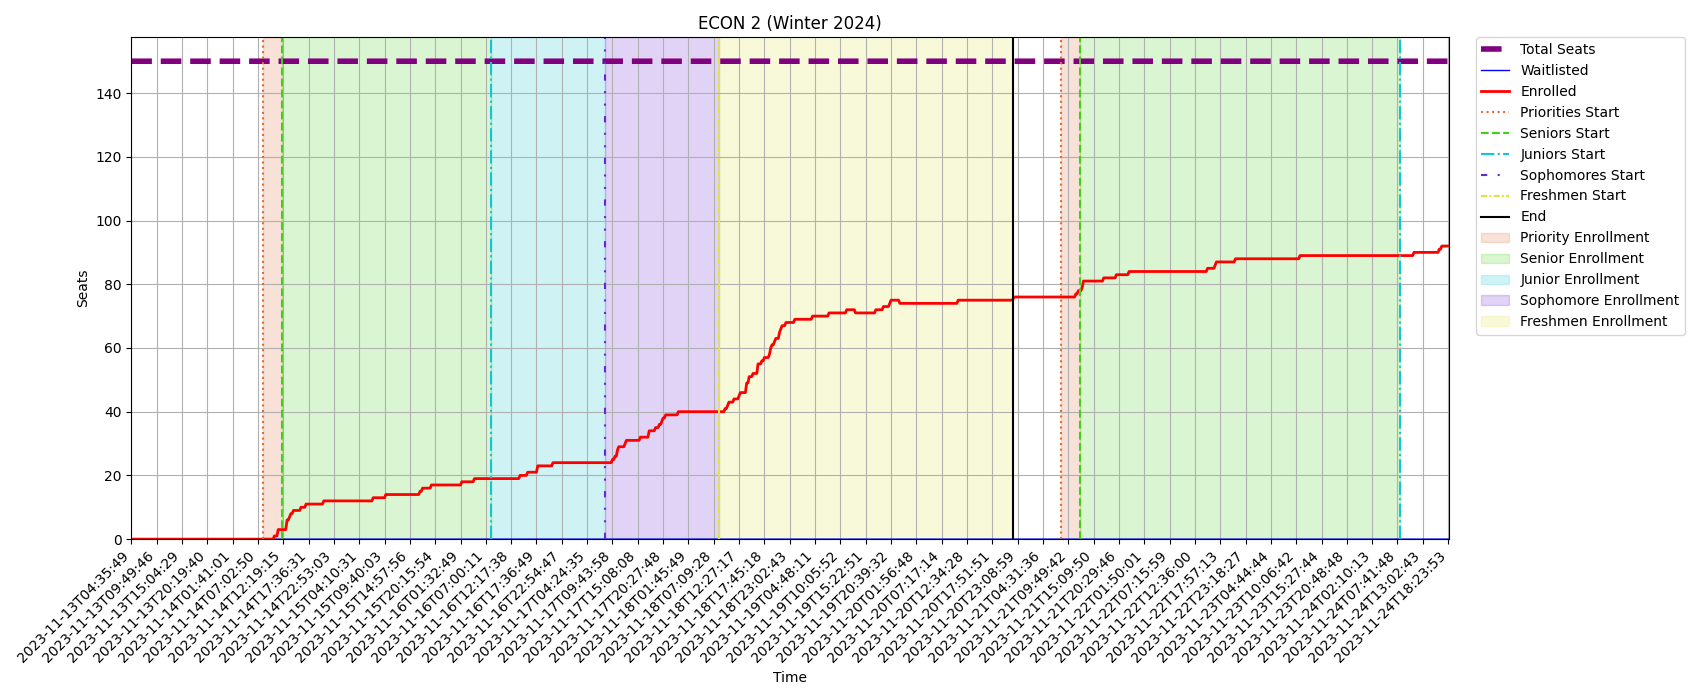 ECON 2 (Winter 2024)
Seats
140
120
100
80
60
40
20
0
2023-11-13T04:35:49
2023-11-13T09:49:46
2023-11-13T15:04:29
2023-11-13T20:19:40
2023-11-14T01:41:01
2023-11-14T07:02:50
2023-11-14T12:19:15
2023-11-14T17:36:31
2023-11-14T22:53:03
2023-11-15T04:10:31
2023-11-15T09:40:03
2023-11-15T14:57:56
2023-11-15T20:15:54
2023-11-16T01:32:49
2023-11-16T07:00:11
2023-11-16T12:17:38
2023-11-16T17:36:49
2023-11-16T22:54:47
2023-11-17T04:24:35
2023-11-17T09:43:58
2023-11-17T15:08:08
2023-11-17T20:27:48
2023-11-18T01:45:49
2023-11-18T07:09:28
2023-11-18T12:27:17
2023-11-18T17:45:18
2023-11-18T23:02:43
2023-11-19T04:48:11
2023-11-19T10:05:52
2023-11-19T15:22:51
2023-11-19T20:39:32
2023-11-20T01:56:48
2023-11-20T07:17:14
2023-11-20T12:34:28
2023-11-20T17:51:51
2023-11-20T23:08:59
2023-11-21T04:31:36
2023-11-21T09:49:42
2023-11-21T15:09:50
2023-11-21T20:29:46
2023-11-22T01:50:01
2023-11-22T07:15:59
2023-11-22T12:36:00
2023-11-22T17:57:13
2023-11-22T23:18:27
2023-11-23T04:44:44
2023-11-23T10:06:42
2023-11-23T15:27:44
2023-11-23T20:48:48
2023-11-24T02:10:13
2023-11-24T07:41:48
2023-11-24T13:02:43
2023-11-24T18:23:53
Time
Total Seats
Waitlisted
Enrolled
Priorities Start
Seniors Start
Juniors Start
Sophomores Start
Freshmen Start
End
Priority Enrollment
Senior Enrollment
Junior Enrollment
Sophomore Enrollment
Freshmen Enrollment